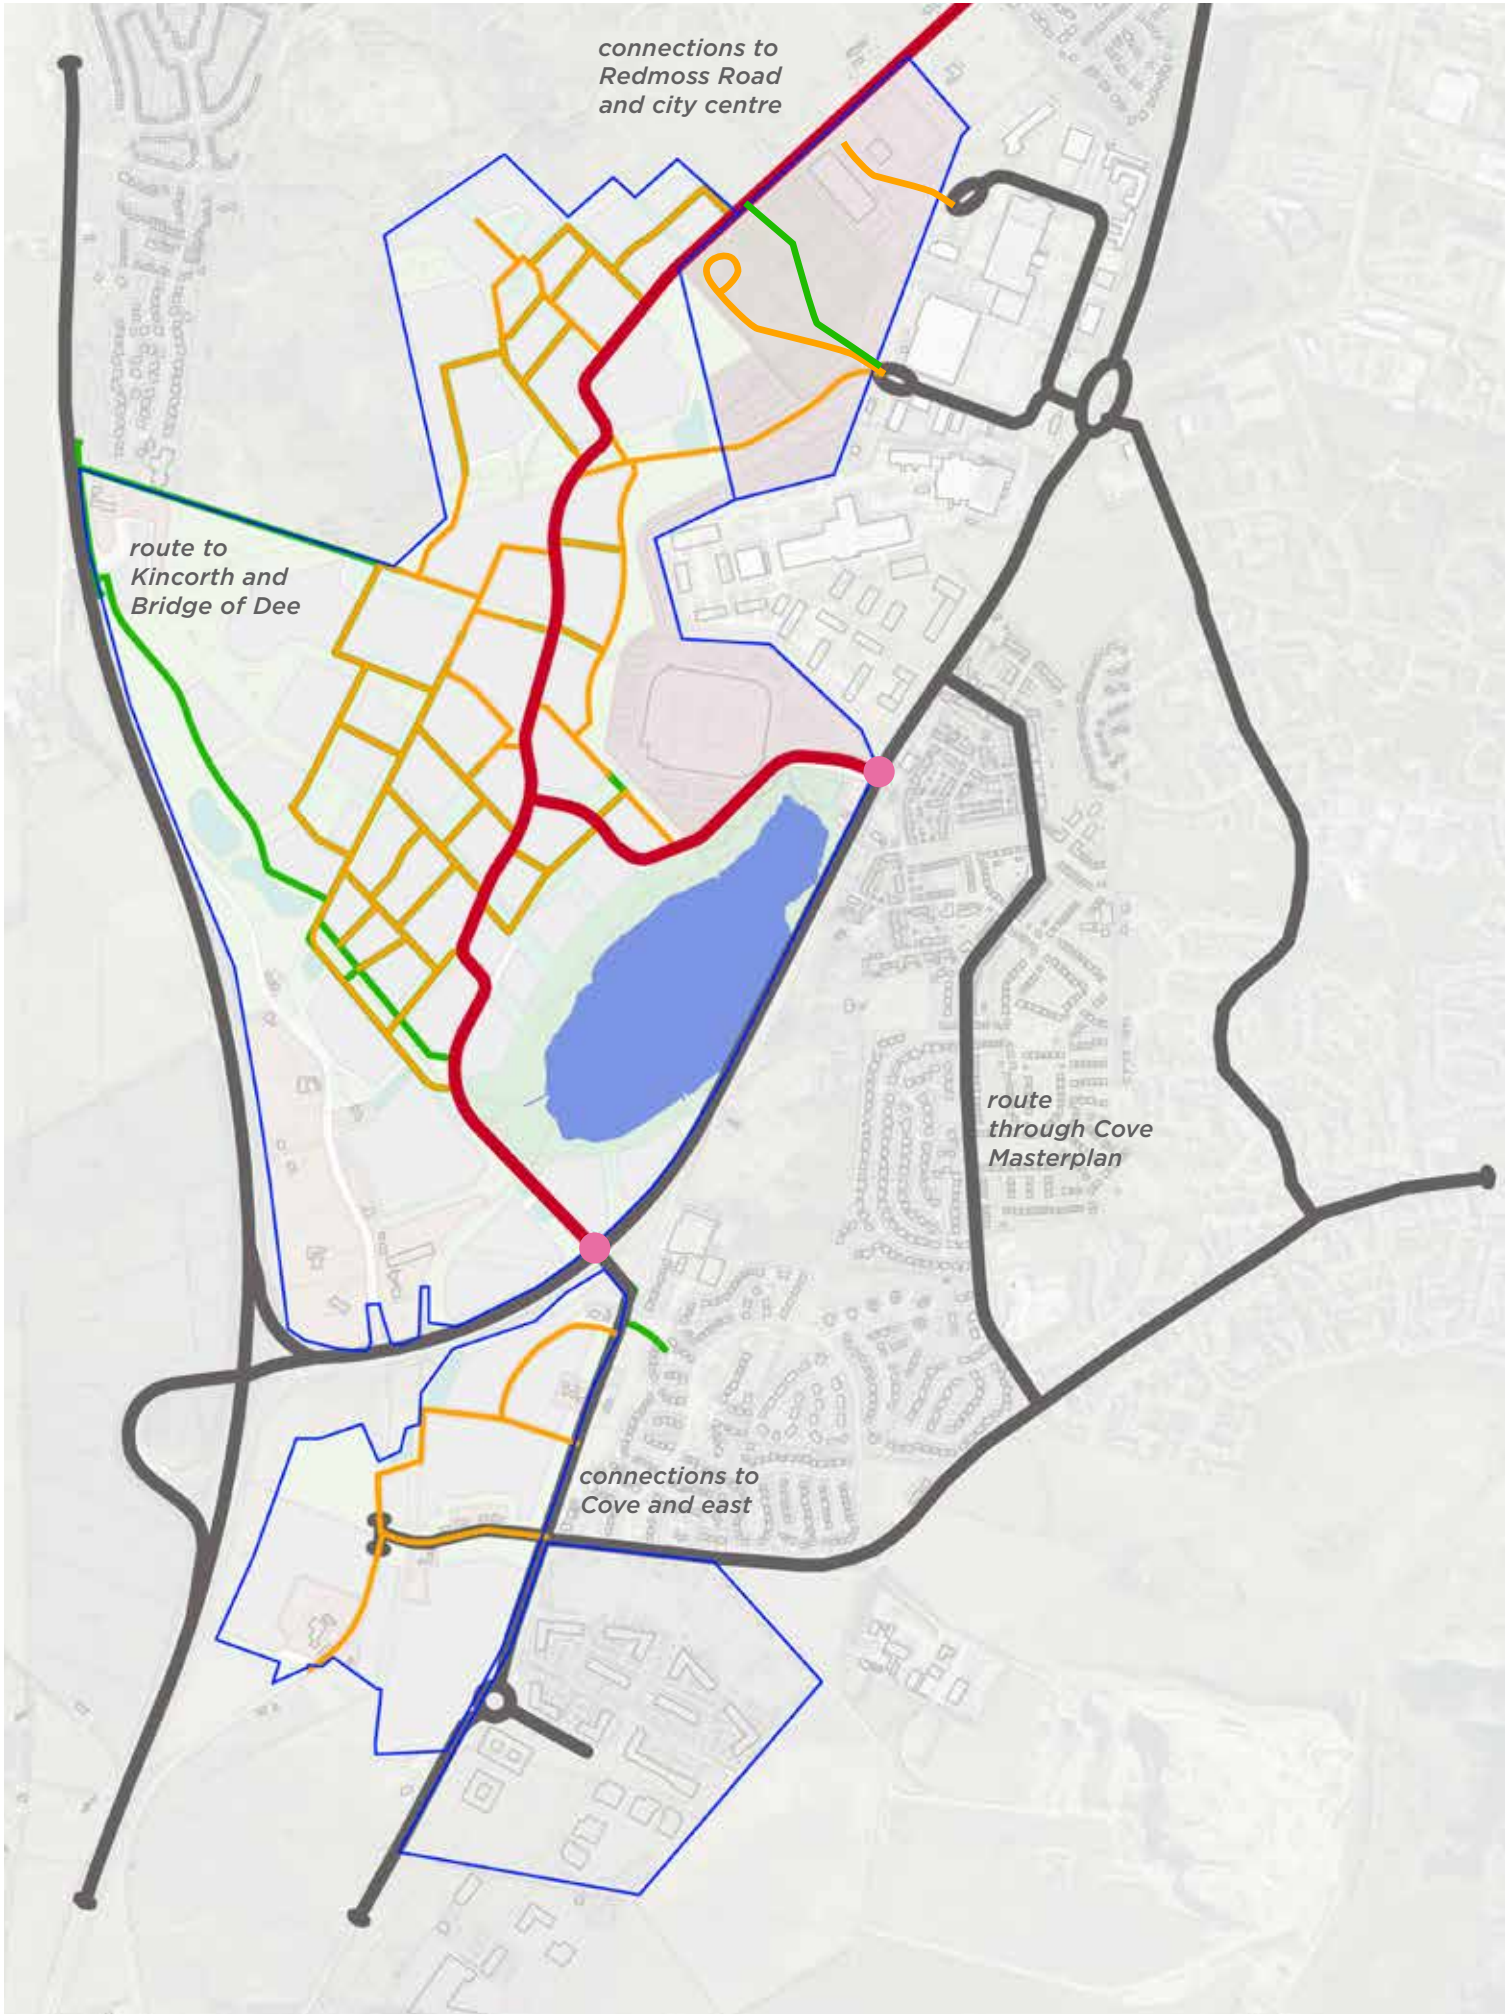 connections to
Redmoss Road
and city centre
route to
Kincorth and
Bridge of Dee
route
through Cove
Masterplan
connections to
Cove and east